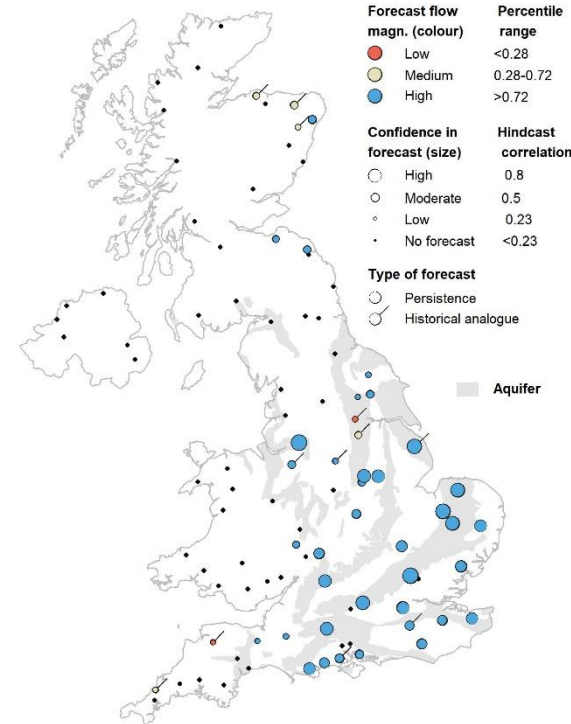 Forecast flow Percentile
magn. (colour) range
Low <0.28
Medium 0.28-0.72
High >0.72
Confidence in Hindcast
forecast (size) correlation
High 0.8
Moderate 0.5
Low 0.23
No forecast <0.23
Type of forecast
Persistence
Historical analogue
Aquifer